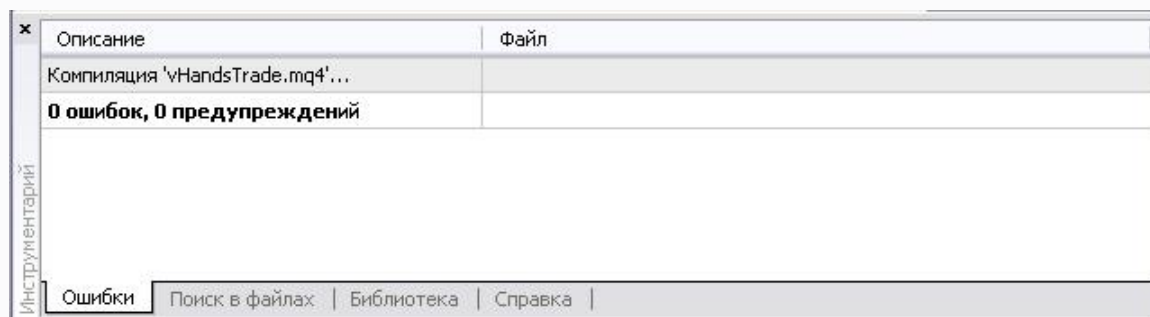 Описание Файл
Компиляция 'vHandsTrade.mq4'...
0 ошибок, 0 предупреждений
Инструментарий
Ошибки Поиск в файлах | Библиотека | Справка |